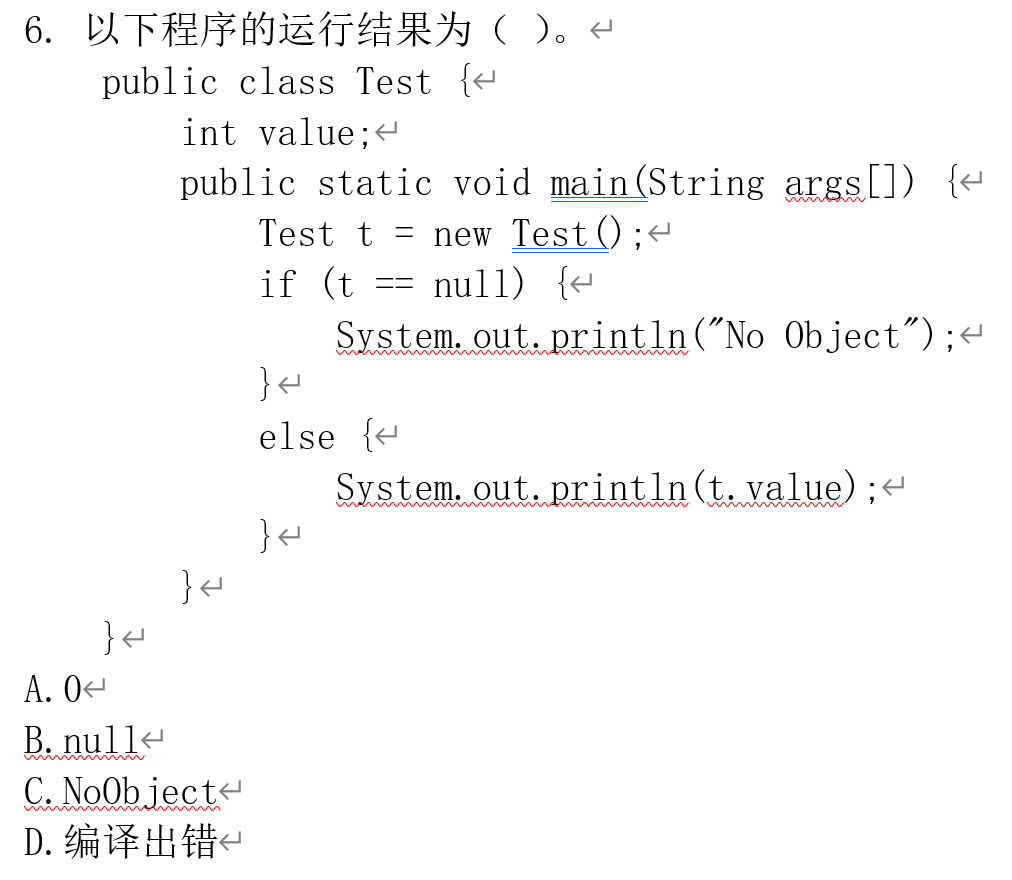 6. 以下程序的运行结果为（ ）。↵
public class Test {↵
int value;↵
public static void main(String args[]) {↵
Test t = new Test();↵
if (t == null) {↵
System.out.println("No Object");↵
}↵
else {↵
System.out.println(t.value);↵
}↵
}↵
}↵
A.0↵
B.null↵
C.NoObject↵
D.编译出错↵